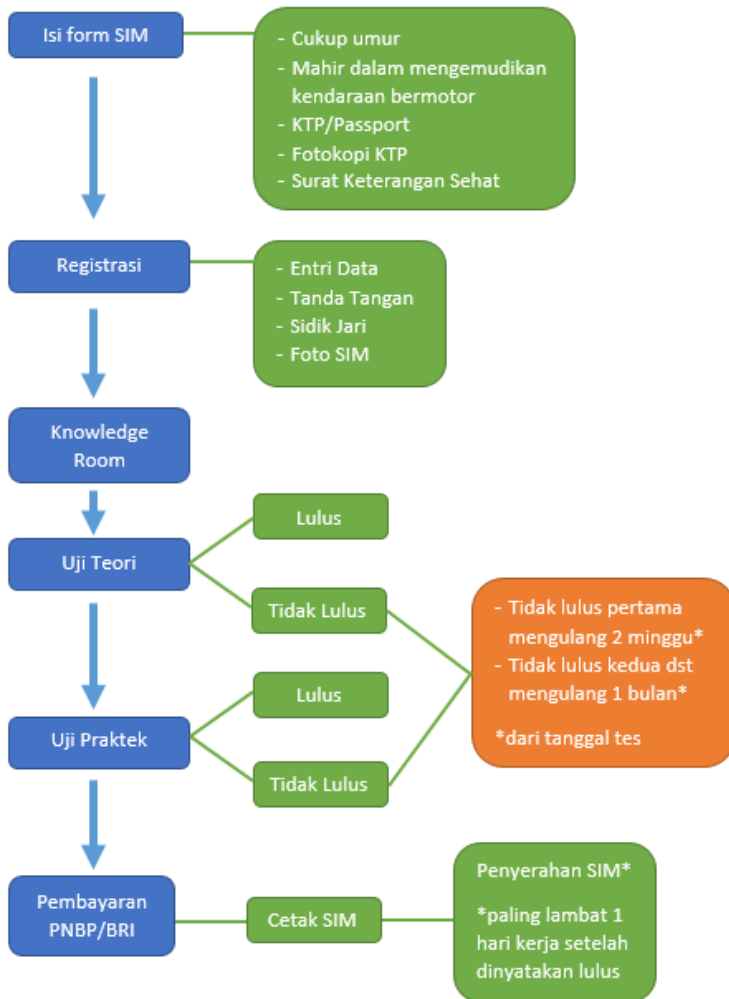 Isi form SIM
- Cukup umur
- Mahir dalam mengemudikan
kendaraan bermotor
- KTP/Passport
- Fotokopi KTP
- Surat Keterangan Sehat
Registrasi
- Entri Data
- Tanda Tangan
- Sidik Jari
- Foto SIM
Knowledge
Room
Uji Teori
Lulus
Tidak Lulus
- Tidak lulus pertama
mengulang 2 minggu*
- Tidak lulus kedua dst
mengulang 1 bulan*
*dari tanggal tes
Uji Praktek
Lulus
Tidak Lulus
Pembayaran
PNBP/BRI
Cetak SIM
Penyerahan SIM*
*paling lambat 1
hari kerja setelah
dinyatakan lulus